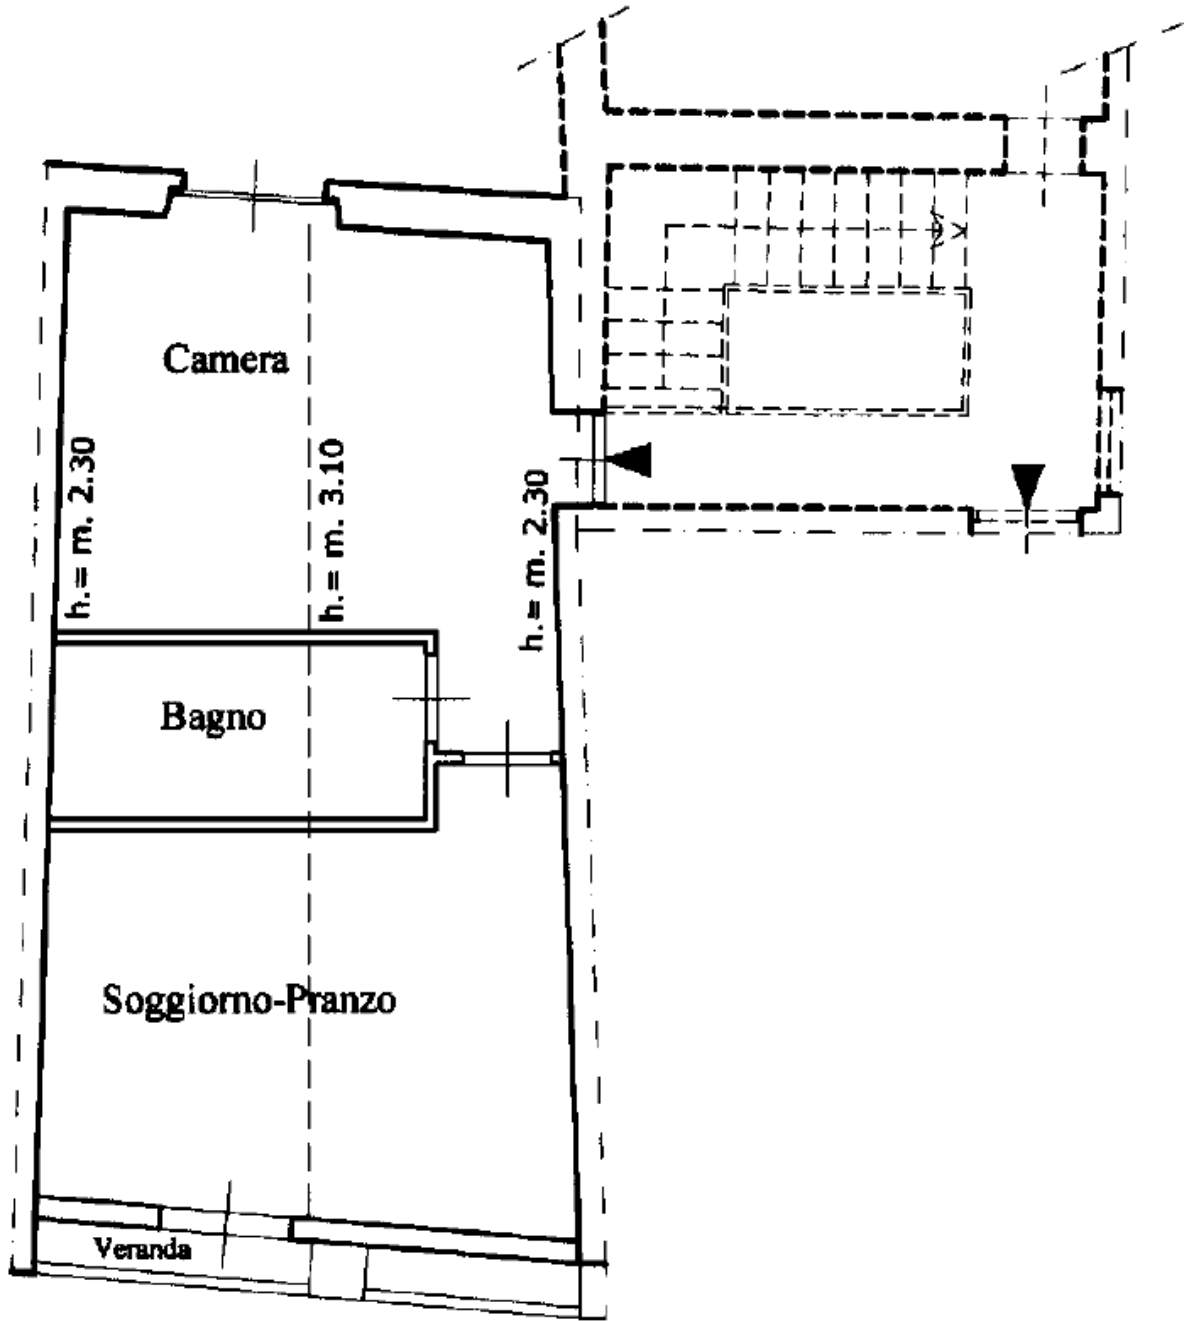 Camera
h.= m. 2.30
h.= m. 3.10
h.= m. 2.30
Bagno
Soggiorno-Pranzo
Veranda